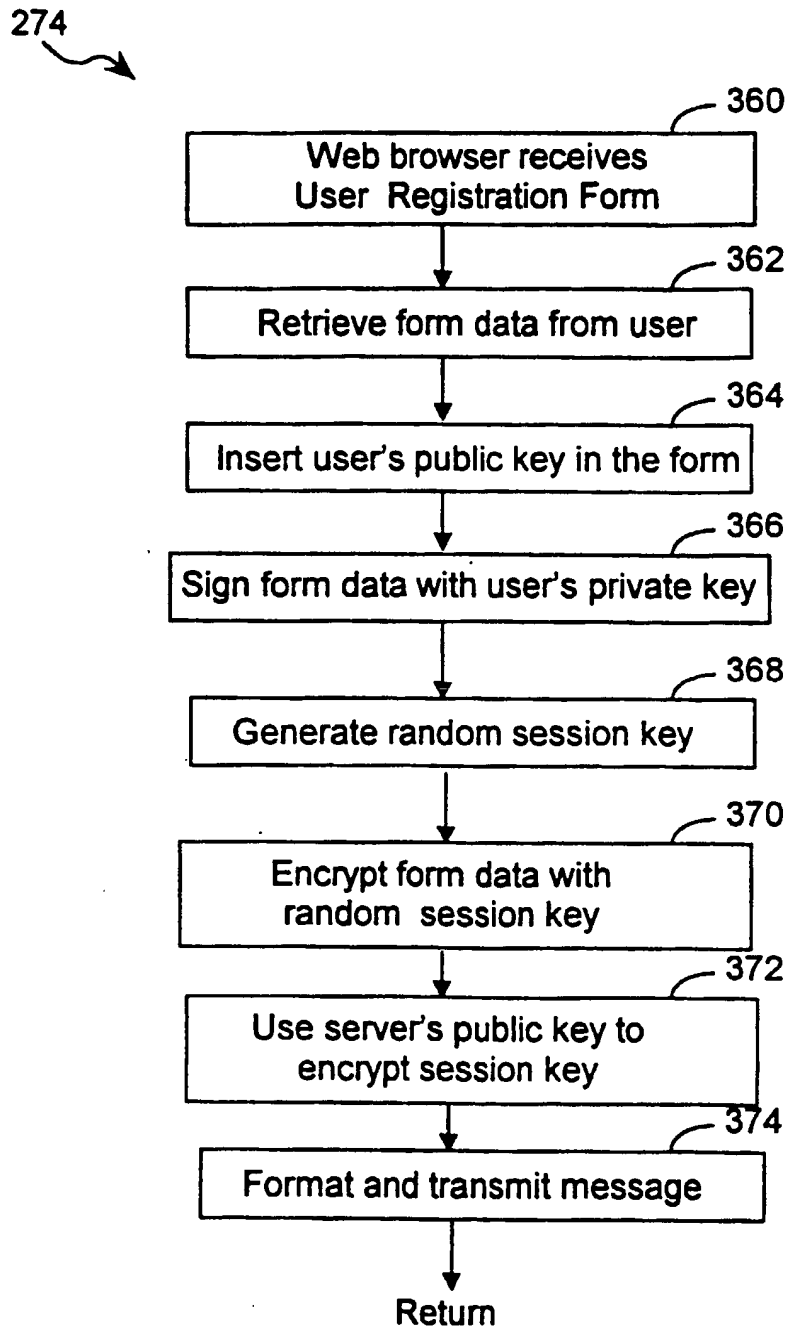 274
360
Web browser receives
User Registration Form
362
Retrieve form data from user
364
Insert user's public key in the form
366
Sign form data with user's private key
368
Generate random session key
370
Encrypt form data with
random session key
372
Use server's public key to
encrypt session key
374
Format and transmit message
Return